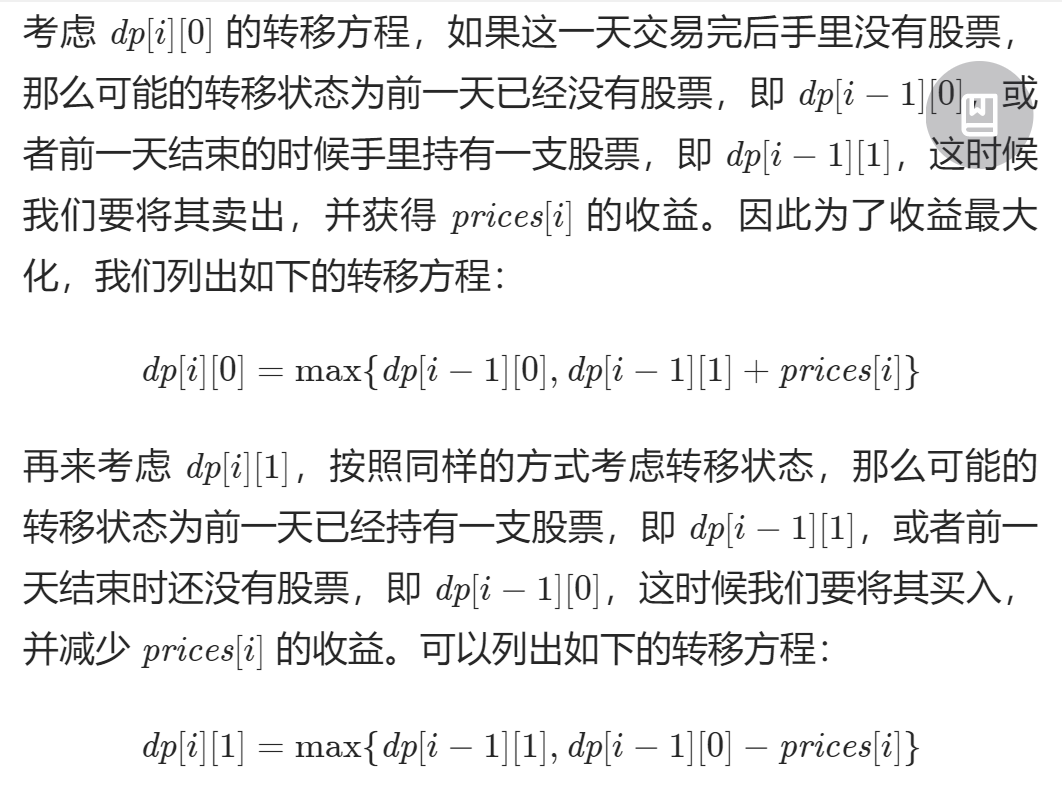 考虑 dp[i][0] 的转移方程，如果这一天交易完后手里没有股票，
那么可能的转移状态为前一天已经没有股票，即 dp[i − 1][0]，或
者前一天结束的时候手里持有一支股票，即 dp[i − 1][1]，这时候
我们要将其卖出，并获得 prices[i] 的收益。因此为了收益最大
化，我们列出如下的转移方程：
dp[i][0] = max{dp[i − 1][0], dp[i − 1][1] + prices[i]}
再来考虑 dp[i][1]，按照同样的方式考虑转移状态，那么可能的
转移状态为前一天已经持有一支股票，即 dp[i − 1][1]，或者前一
天结束时还没有股票，即 dp[i − 1][0]，这时候我们要将其买入，
并减少 prices[i] 的收益。可以列出如下的转移方程：
dp[i][1] = max{dp[i − 1][1], dp[i − 1][0] − prices[i]}